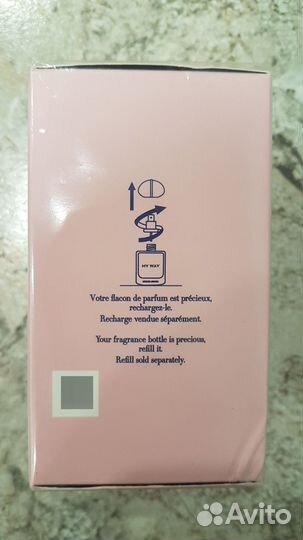 MY WAY
Votre flacon de parfum est précieux,
rechargez-le.
Recharge vendue séparément.
Your fragrance bottle is precious,
refill it.
Refill sold separately.
Avito